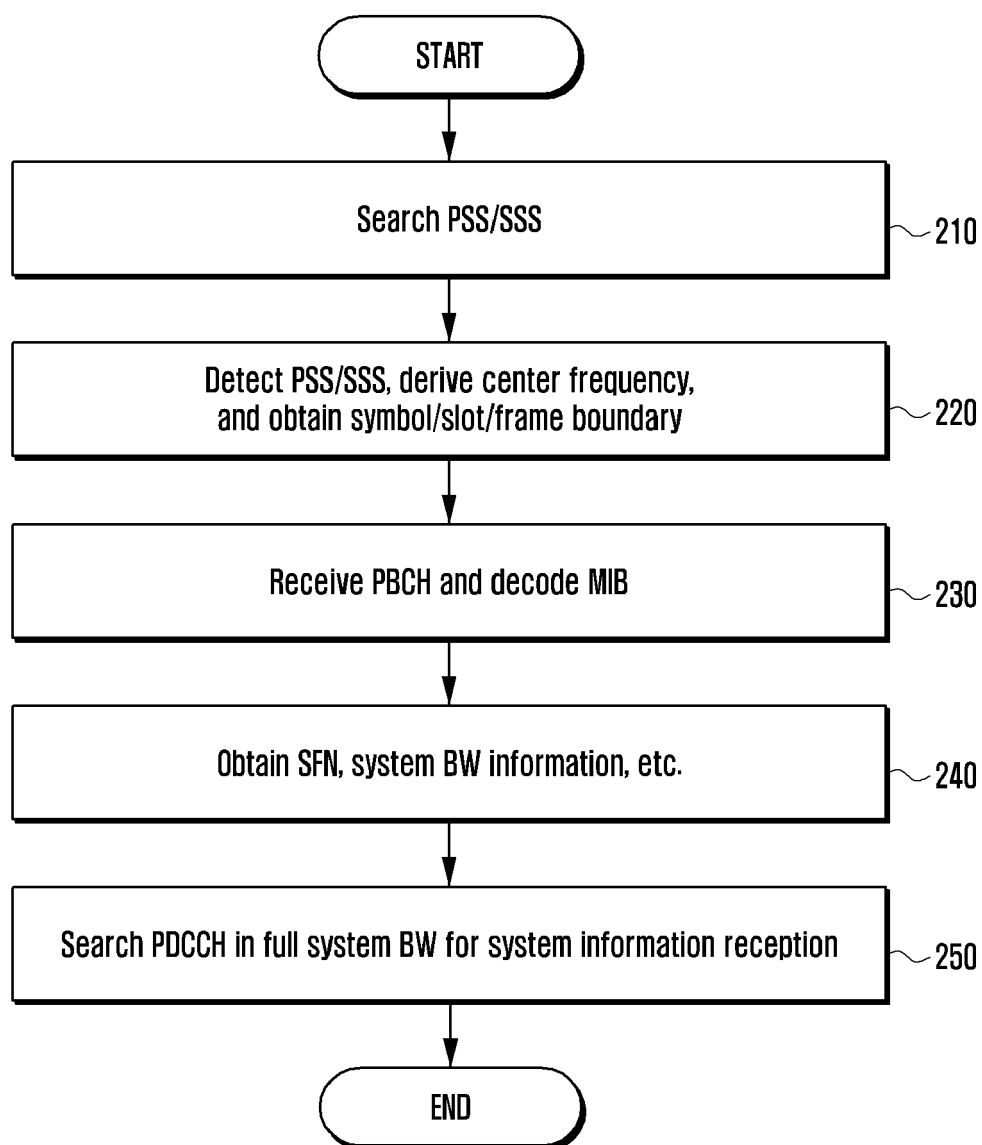 START
Search PSS/SSS
210
Detect PSS/SSS, derive center frequency,
and obtain symbol/slot/frame boundary
220
Receive PBCH and decode MIB
230
Obtain SFN, system BW information, etc.
240
Search PDCCH in full system BW for system information reception
250
END